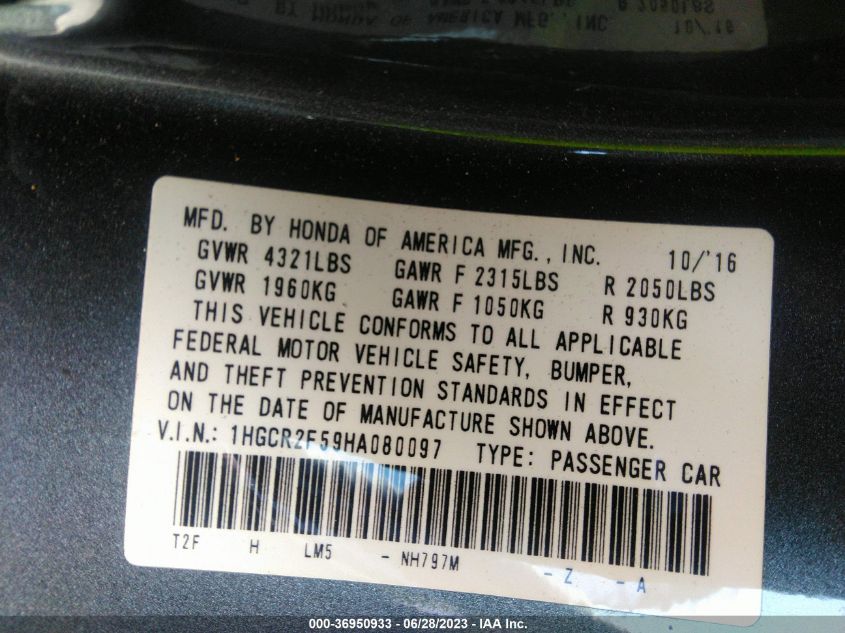 MFD. BY HONDA OF AMERICA MFG., INC. 10/'16
GVWR 4321LBS GAWR F 2315LBS R 2050LBS
GVWR 1960KG GAWR F 1050KG R 930KG
THIS VEHICLE CONFORMS TO ALL APPLICABLE
FEDERAL MOTOR VEHICLE SAFETY, BUMPER,
AND THEFT PREVENTION STANDARDS IN EFFECT
ON THE DATE OF MANUFACTURE SHOWN ABOVE.
V.I.N.: 1HGCR2F59HA080097 TYPE: PASSENGER CAR
T2F H LM5 - NH797M - Z - A
000-36950933 - 06/28/2023 - IAA Inc.